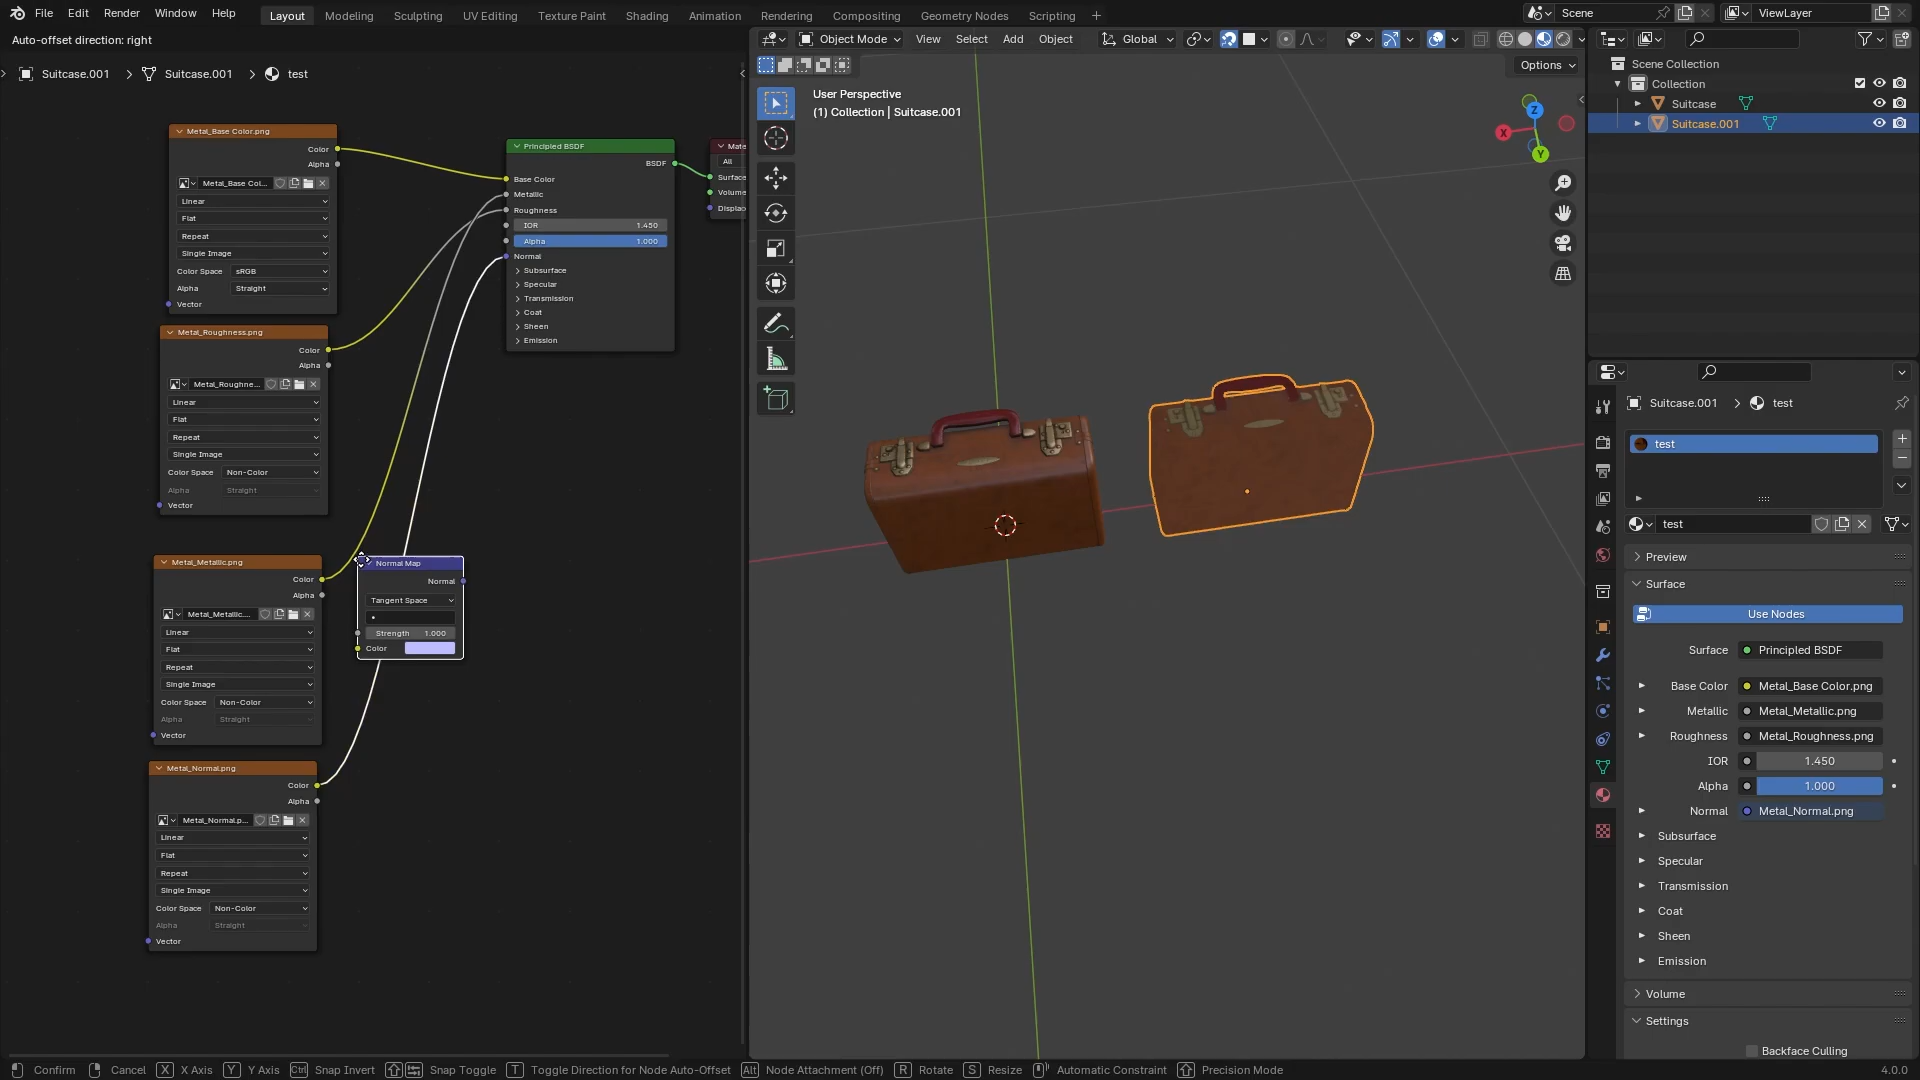 File Edit Render Window Help
Layout Modeling Sculpting UV Editing Texture Paint Shading Animation Rendering Compositing Geometry Nodes Scripting +
Scene
ViewLayer
Auto-offset direction: right
Suitcase.001 > Suitcase.001 > test
Metal_Base Color.png
Color
Alpha
Metal_Base Col...
Linear
Flat
Repeat
Single Image
Color Space sRGB
Alpha Straight
Vector
Metal_Roughness.png
Color
Alpha
Metal_Roughne...
Linear
Flat
Repeat
Single Image
Color Space Non-Color
Alpha Straight
Vector
Metal_Metallic.png
Color
Alpha
Metal_Metallic....
Linear
Flat
Repeat
Single Image
Color Space Non-Color
Alpha Straight
Vector
Metal_Normal.png
Color
Alpha
Metal_Normal.p...
Linear
Flat
Repeat
Single Image
Color Space Non-Color
Alpha Straight
Vector
Normal Map
Normal
Tangent Space
Strength 1.000
Color
Principled BSDF
BSDF
Base Color
Metallic
Roughness
IOR 1.450
Alpha 1.000
Normal
Subsurface
Specular
Transmission
Coat
Sheen
Emission
Mate
All
Surfac
Volume
Displac
Object Mode View Select Add Object Global
Options
User Perspective
(1) Collection | Suitcase.001
Z
X
Y
Scene Collection
Collection
Suitcase
Suitcase.001
Suitcase.001 > test
test
test
Preview
Surface
Use Nodes
Surface Principled BSDF
Base Color Metal_Base Color.png
Metallic Metal_Metallic.png
Roughness Metal_Roughness.png
IOR 1.450
Alpha 1.000
Normal Metal_Normal.png
Subsurface
Specular
Transmission
Coat
Sheen
Emission
Volume
Settings
Backface Culling
Confirm Cancel X X Axis Y Y Axis Ctrl Snap Invert Snap Toggle T Toggle Direction for Node Auto-Offset Alt Node Attachment (Off) R Rotate S Resize Automatic Constraint Precision Mode
4.0.0